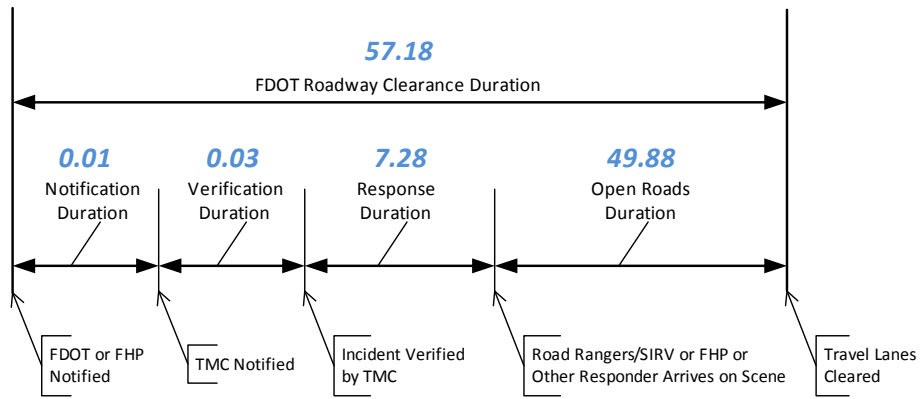 57.18
FDOT Roadway Clearance Duration
0.01
Notification
Duration
0.03
Verification
Duration
7.28
Response
Duration
49.88
Open Roads
Duration
FDOT or FHP
Notified
TMC Notified
Incident Verified
by TMC
Road Rangers/SIRV or FHP or
Other Responder Arrives on Scene
Travel Lanes
Cleared